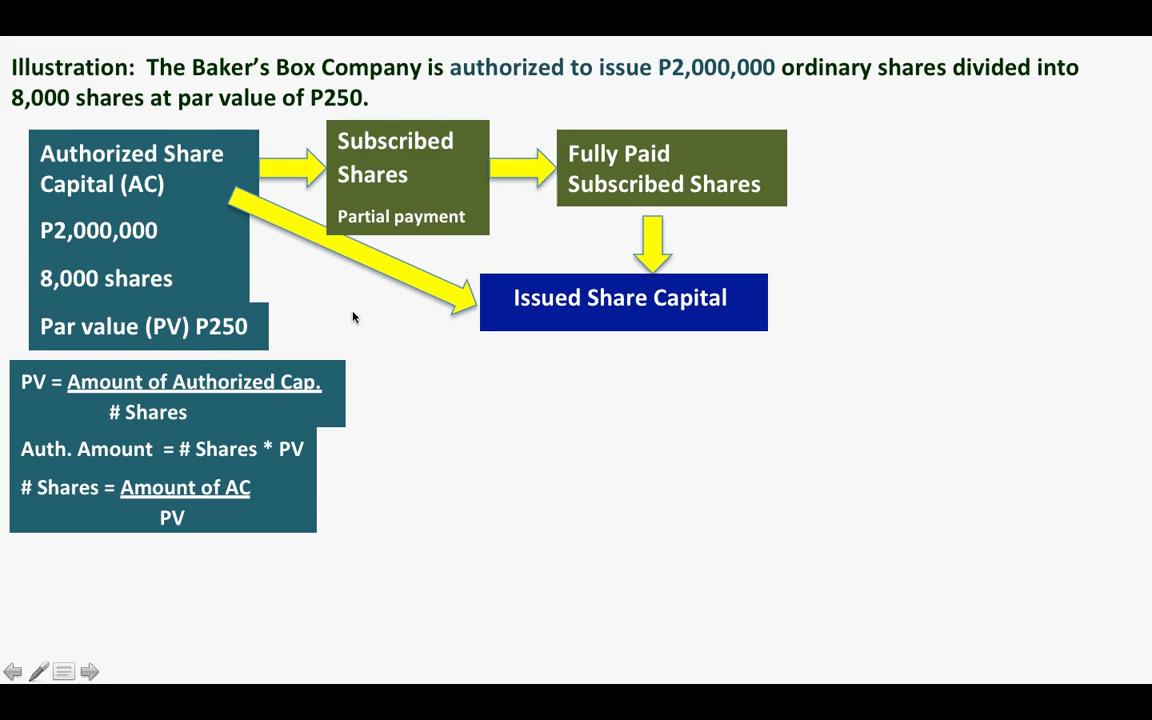 Illustration:  The Baker’s Box Company is authorized to issue P2,000,000 ordinary shares divided into
8,000 shares at par value of P250.
Authorized Share
Capital (AC)
P2,000,000
8,000 shares
Par value (PV) P250
Subscribed
Shares
Partial payment
Fully Paid
Subscribed Shares
Issued Share Capital
PV = Amount of Authorized Cap.
# Shares
Auth. Amount  = # Shares * PV
# Shares = Amount of AC
PV